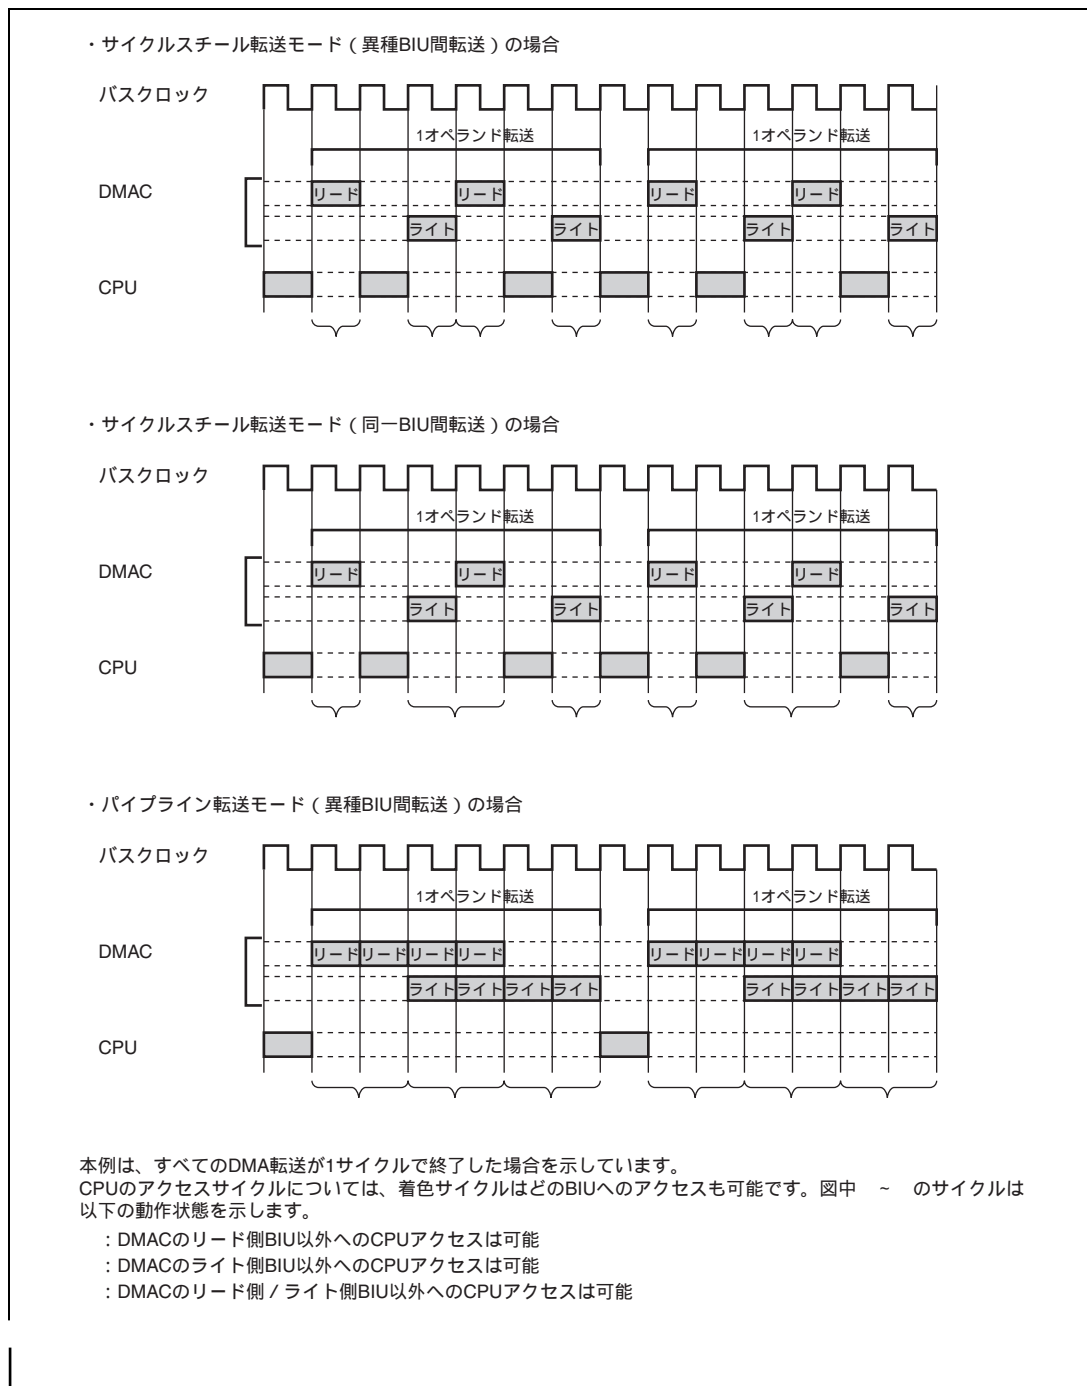 ・サイクルスチール転送モード（異種BIU間転送）の場合
バスクロック
1オペランド転送 1オペランド転送
DMAC
リード リード リード リード
ライト ライト ライト ライト
CPU
・サイクルスチール転送モード（同一BIU間転送）の場合
バスクロック
1オペランド転送 1オペランド転送
DMAC
リード リード リード リード
ライト ライト ライト ライト
CPU
・パイプライン転送モード（異種BIU間転送）の場合
バスクロック
1オペランド転送 1オペランド転送
DMAC
リード リード リード リード リード リード リード リード
ライト ライト ライト ライト ライト ライト ライト ライト
CPU
本例は、すべてのDMA転送が1サイクルで終了した場合を示しています。
CPUのアクセスサイクルについては、着色サイクルはどのBIUへのアクセスも可能です。図中　~　のサイクルは
以下の動作状態を示します。
：DMACのリード側BIU以外へのCPUアクセスは可能
：DMACのライト側BIU以外へのCPUアクセスは可能
：DMACのリード側 / ライト側BIU以外へのCPUアクセスは可能